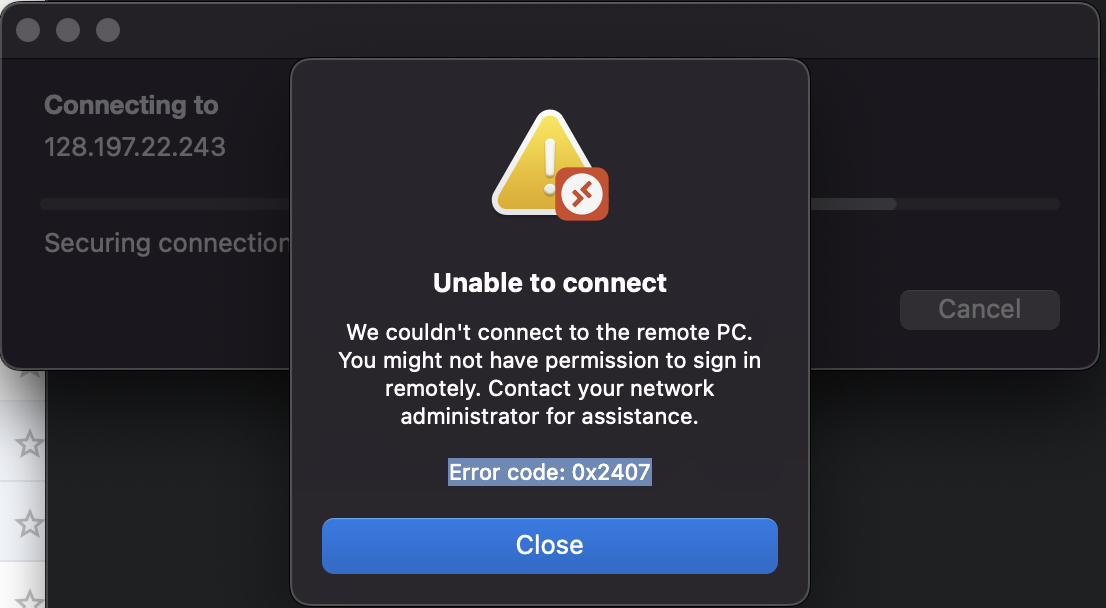 Connecting to
128.197.22.243
Securing connection
Unable to connect
We couldn't connect to the remote PC.
You might not have permission to sign in
remotely. Contact your network
administrator for assistance.
Error code: 0x2407
Close
Cancel